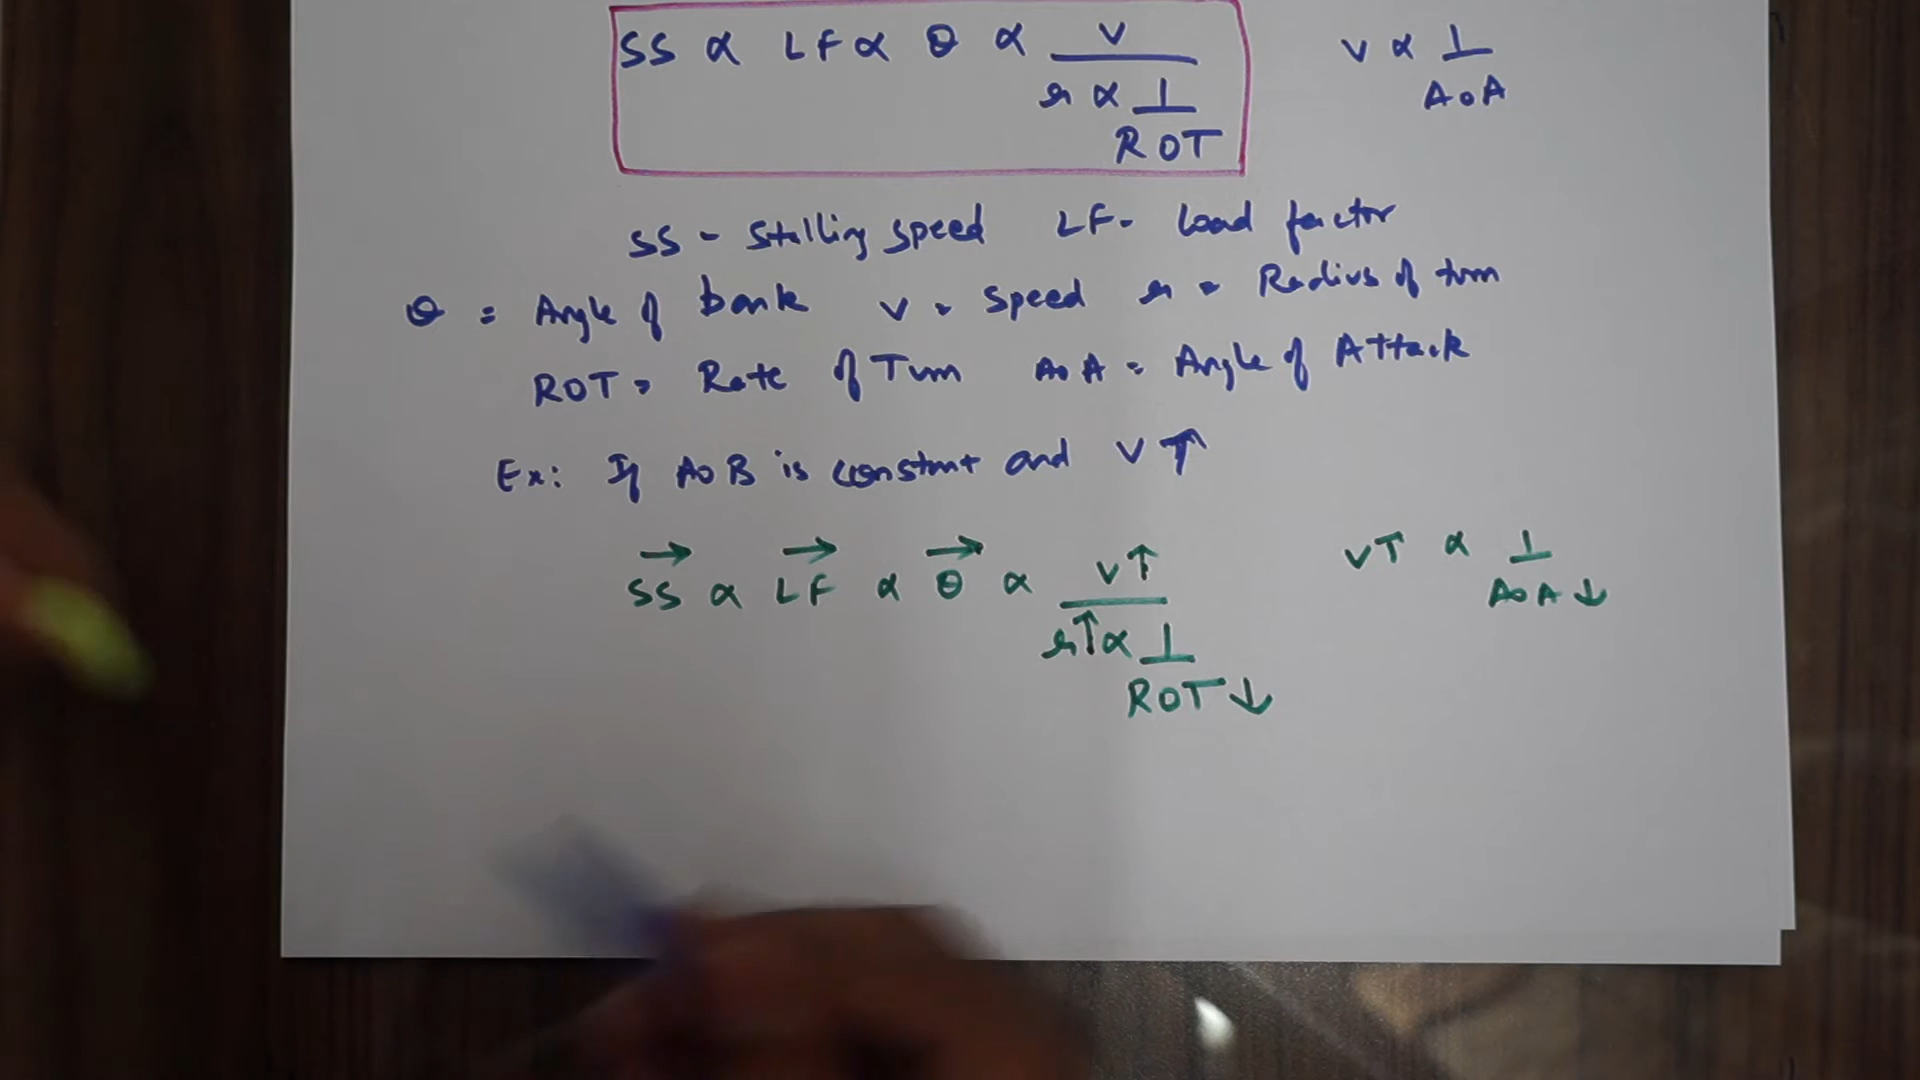 SS ∝ LF ∝ θ ∝ V / r ∝ 1 / ROT
V ∝ 1 / AoA
SS - Stalling speed LF - Load factor
θ = Angle of bank V = Speed r = Radius of turn
ROT = Rate of Turn AoA = Angle of Attack
Ex: If AoB is constant and V ↑
→ → →
SS ∝ LF ∝ θ ∝ V↑ / r↑ ∝ 1 / ROT ↓
V↑ ∝ 1 / AoA ↓